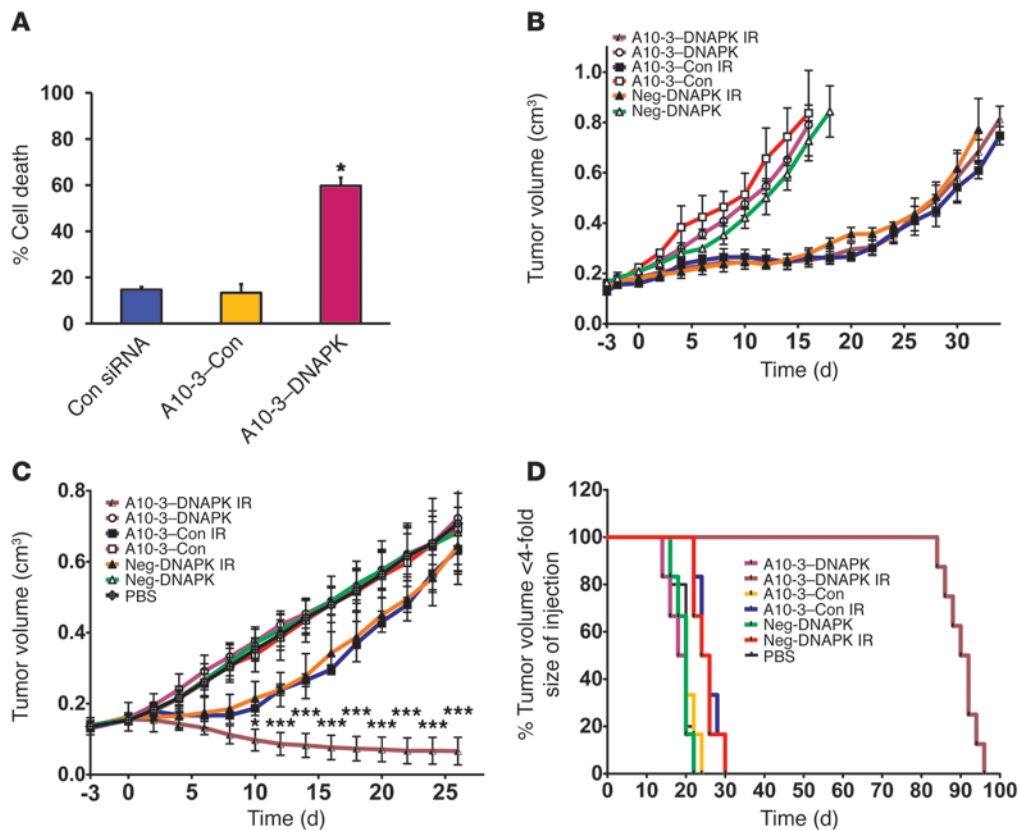 A
% Cell death
100
80
60
40
20
0
*
Con siRNA
A10-3–Con
A10-3–DNAPK
B
A10-3–DNAPK IR
A10-3–DNAPK
A10-3–Con IR
A10-3–Con
Neg-DNAPK IR
Neg-DNAPK
Tumor volume (cm³)
1.0
0.8
0.6
0.4
0.2
0.0
-3 0 5 10 15 20 25 30
Time (d)
C
A10-3–DNAPK IR
A10-3–DNAPK
A10-3–Con IR
A10-3–Con
Neg-DNAPK IR
Neg-DNAPK
PBS
Tumor volume (cm³)
0.8
0.6
0.4
0.2
0.0
* *** *** *** *** *** *** *** ***
-3 0 5 10 15 20 25
Time (d)
D
% Tumor volume <4-fold
size of injection
120
100
80
60
40
20
0
A10-3–DNAPK
A10-3–DNAPK IR
A10-3–Con
A10-3–Con IR
Neg-DNAPK
Neg-DNAPK IR
PBS
0 10 20 30 40 50 60 70 80 90 100
Time (d)